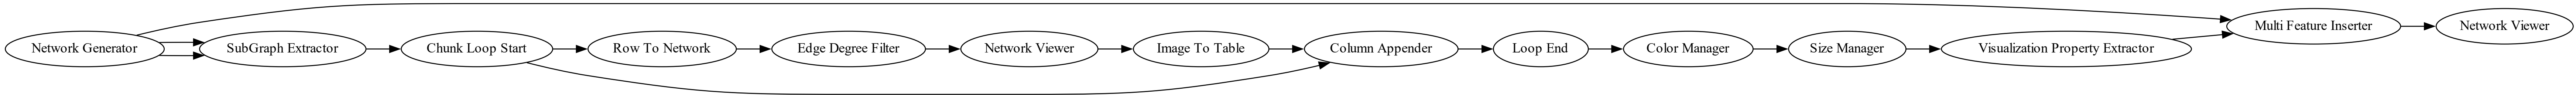 Network Generator
SubGraph Extractor
Chunk Loop Start
Row To Network
Edge Degree Filter
Network Viewer
Image To Table
Column Appender
Loop End
Color Manager
Size Manager
Visualization Property Extractor
Multi Feature Inserter
Network Viewer